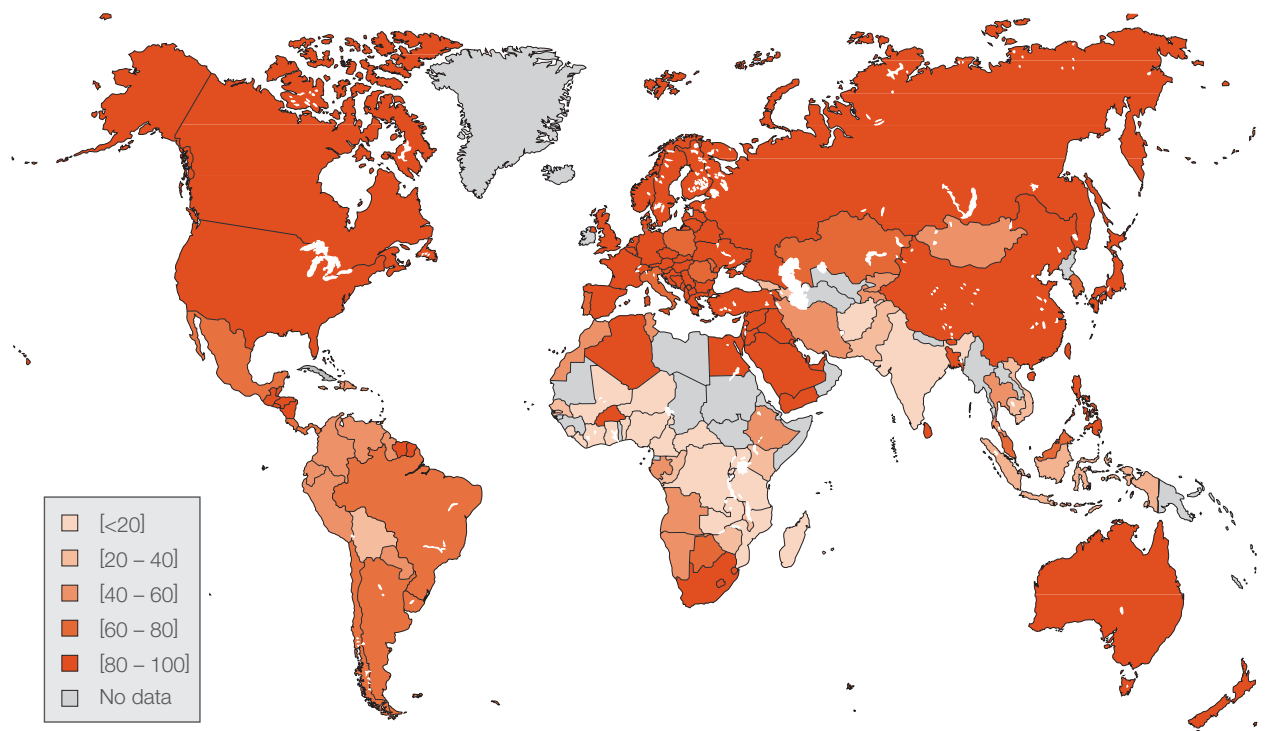 [<20]
[20 – 40]
[40 – 60]
[60 – 80]
[80 – 100]
No data